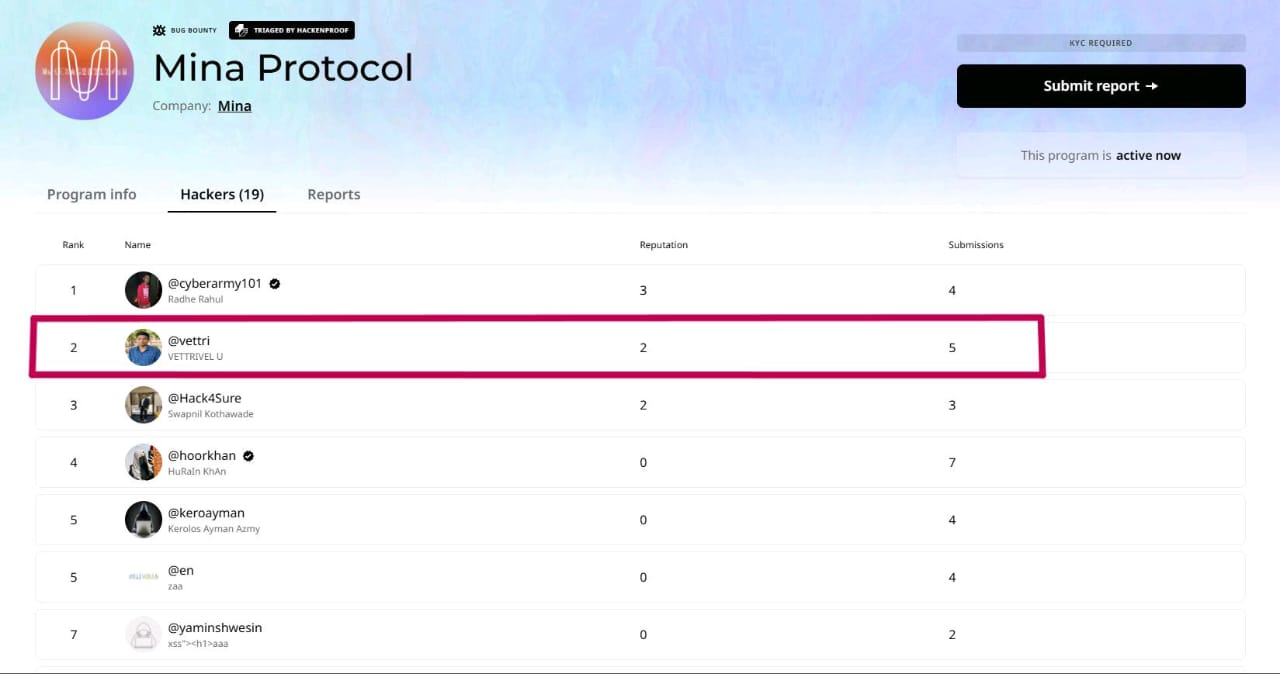 BUG BOUNTY
TRIAGED BY HACKENPROOF
KYC REQUIRED
Mina Protocol
Submit report →
Company: Mina
This program is active now
Program info Hackers (19) Reports
Rank Name Reputation Submissions
1 @cyberarmy101 3 4
Radhe Rahul
2 @vettri 2 5
VETTRIVEL U
3 @Hack4Sure 2 3
Swapnil Kothawade
4 @hoorkhan 0 7
HuRaIn KhAn
5 @keroayman 0 4
Kerolos Ayman Azmy
5 @en 0 4
zaa
7 @yaminshwesin 0 2
xss"><h1>aaa